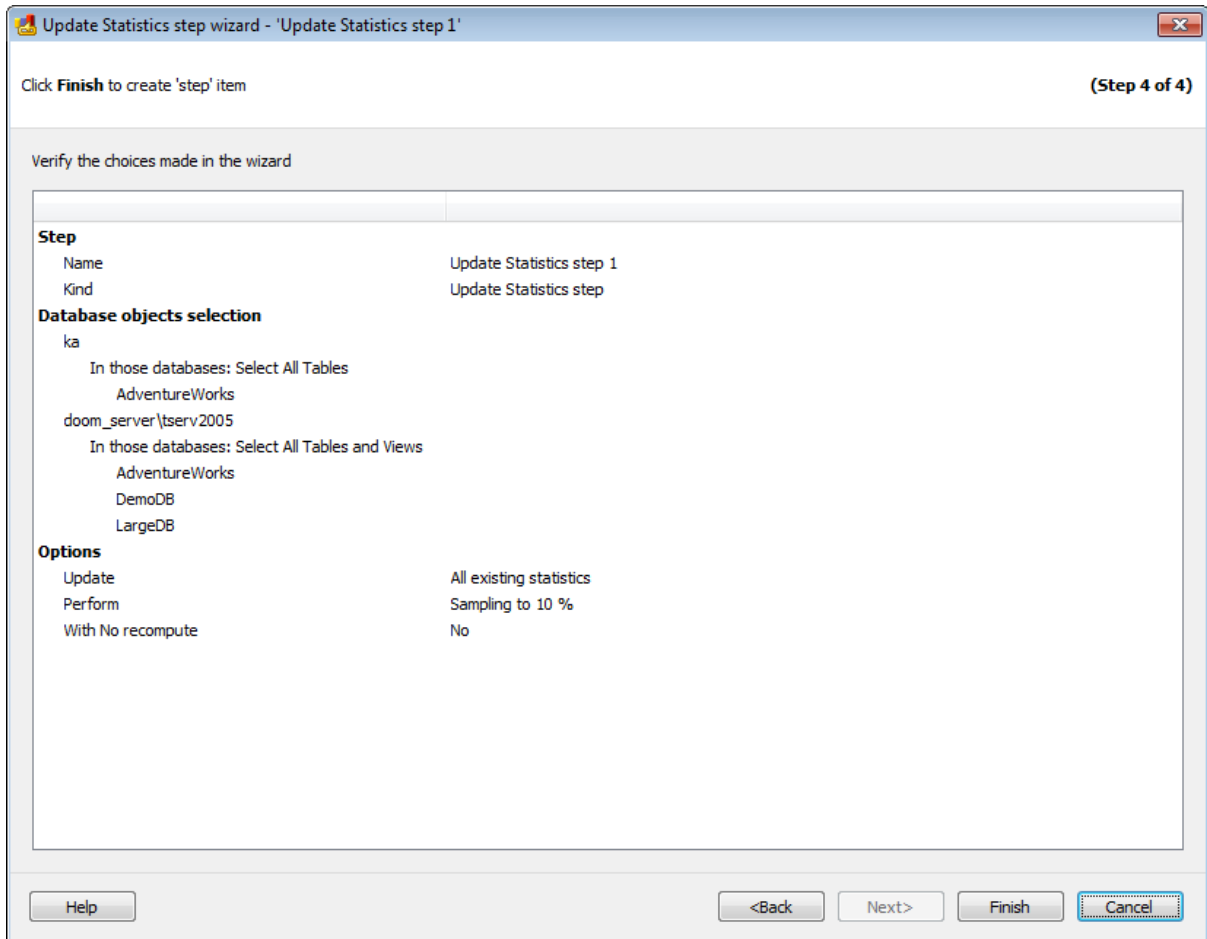 Update Statistics step wizard - 'Update Statistics step 1'
Click Finish to create 'step' item (Step 4 of 4)
Verify the choices made in the wizard
Step
Name Update Statistics step 1
Kind Update Statistics step
Database objects selection
ka
In those databases: Select All Tables
AdventureWorks
doom_server\tserv2005
In those databases: Select All Tables and Views
AdventureWorks
DemoDB
LargeDB
Options
Update All existing statistics
Perform Sampling to 10 %
With No recompute No
Help <Back Next> Finish Cancel